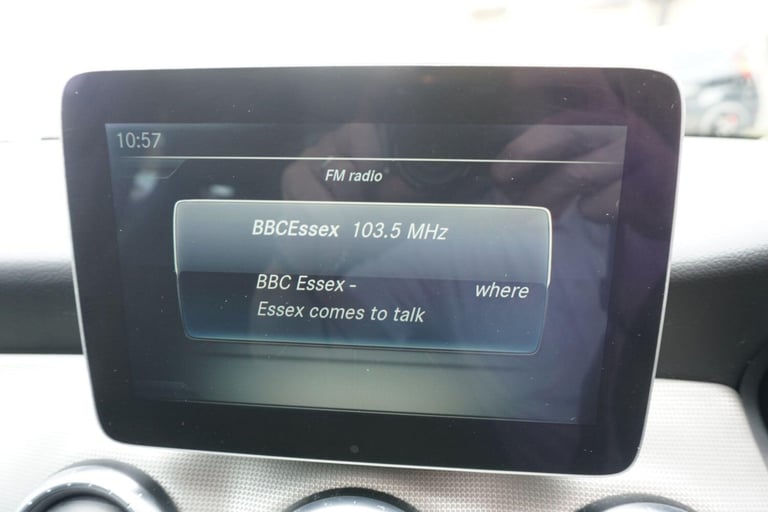 10:57
FM radio
BBCEssex 103.5 MHz
BBC Essex - where
Essex comes to talk